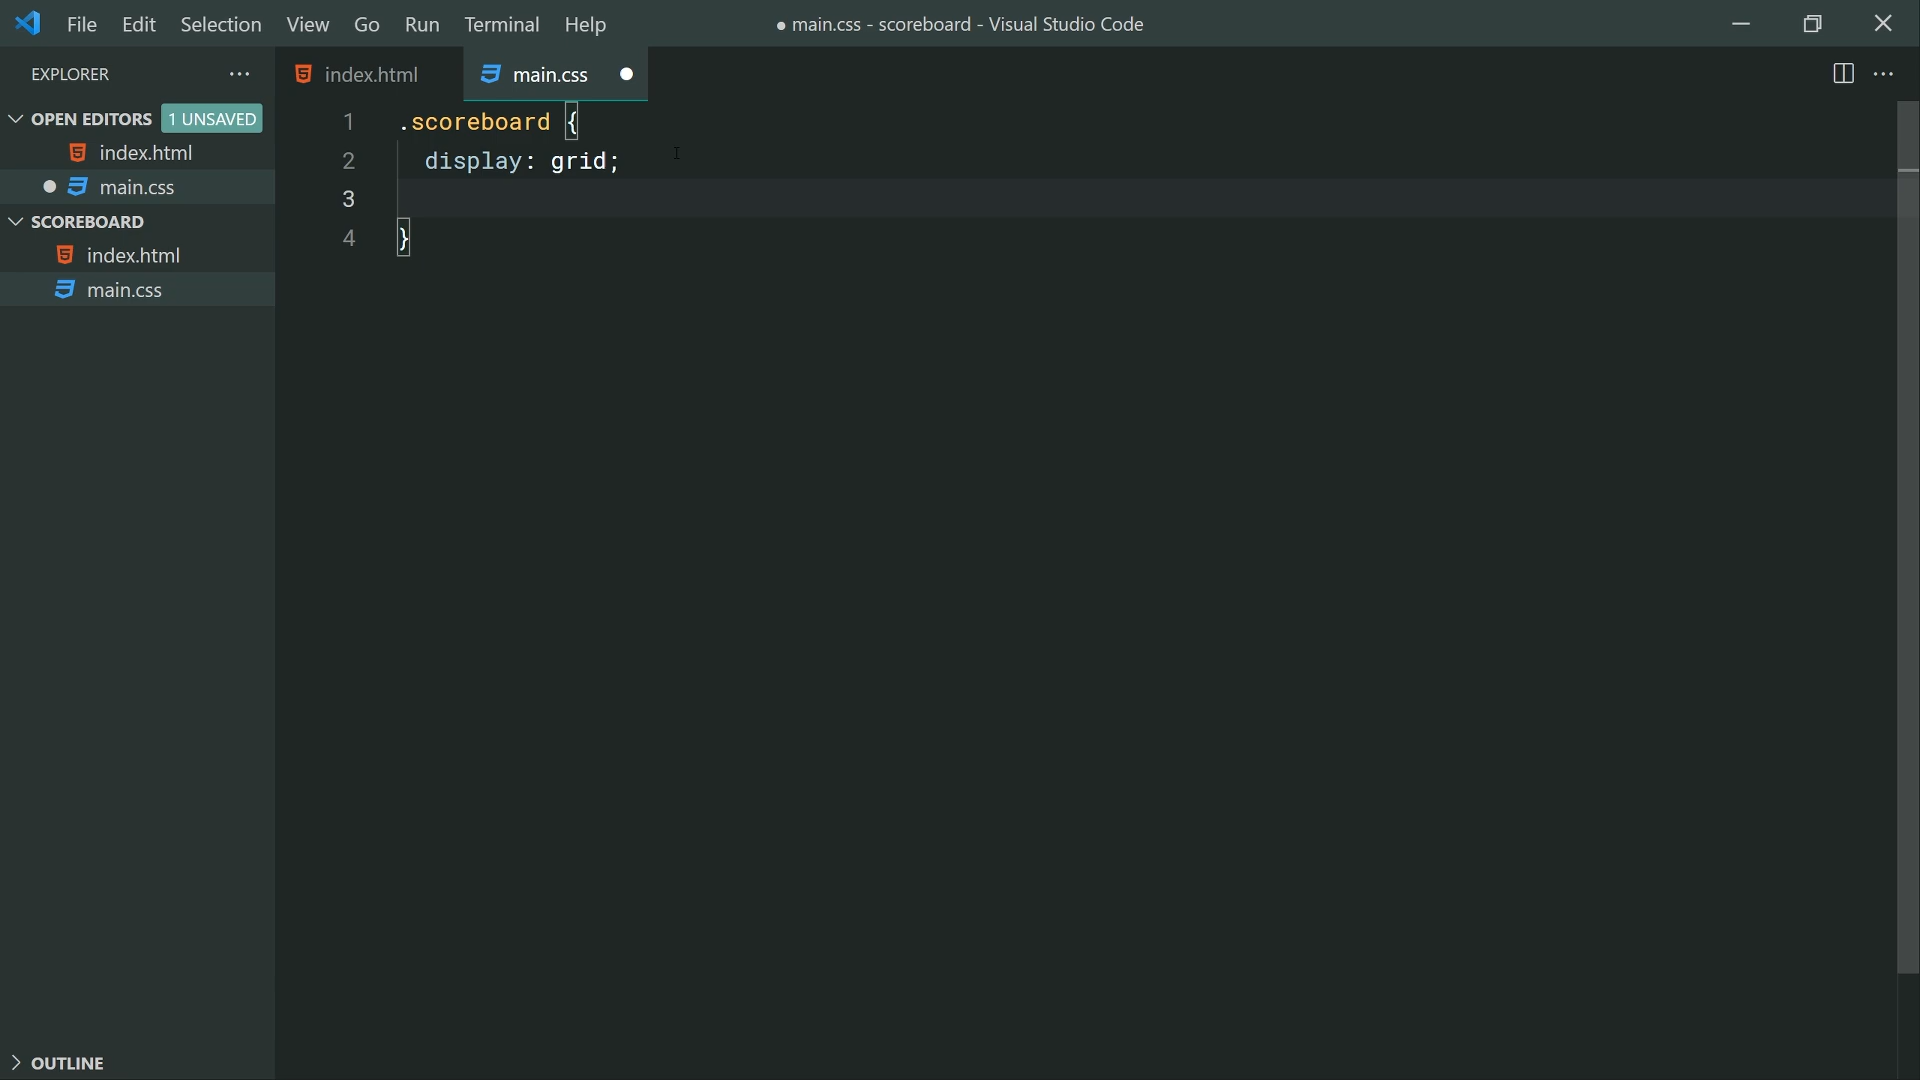 File Edit Selection View Go Run Terminal Help
● main.css - scoreboard - Visual Studio Code
EXPLORER
OPEN EDITORS 1 UNSAVED
index.html
main.css
SCOREBOARD
index.html
main.css
OUTLINE
index.html
main.css
1 .scoreboard {
2 display: grid;
3
4 }